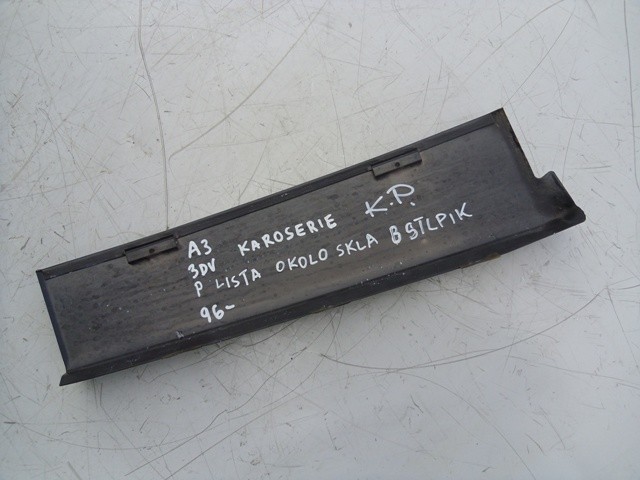 A3 KAROSERIE K.P.
3DV
P LISTA OKOLO SKLA B STLPIK
96-